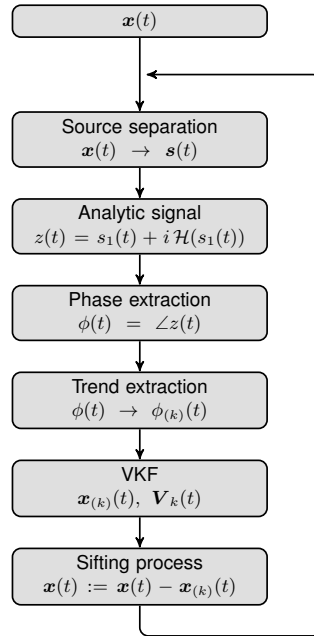 𝒙(t)
Source separation
𝒙(t) → 𝒔(t)
Analytic signal
z(t) = s₁(t) + i ℋ(s₁(t))
Phase extraction
ϕ(t) = ∠z(t)
Trend extraction
ϕ(t) → ϕ₍ₖ₎(t)
VKF
𝒙₍ₖ₎(t), 𝑽ₖ(t)
Sifting process
𝒙(t) := 𝒙(t) − 𝒙₍ₖ₎(t)